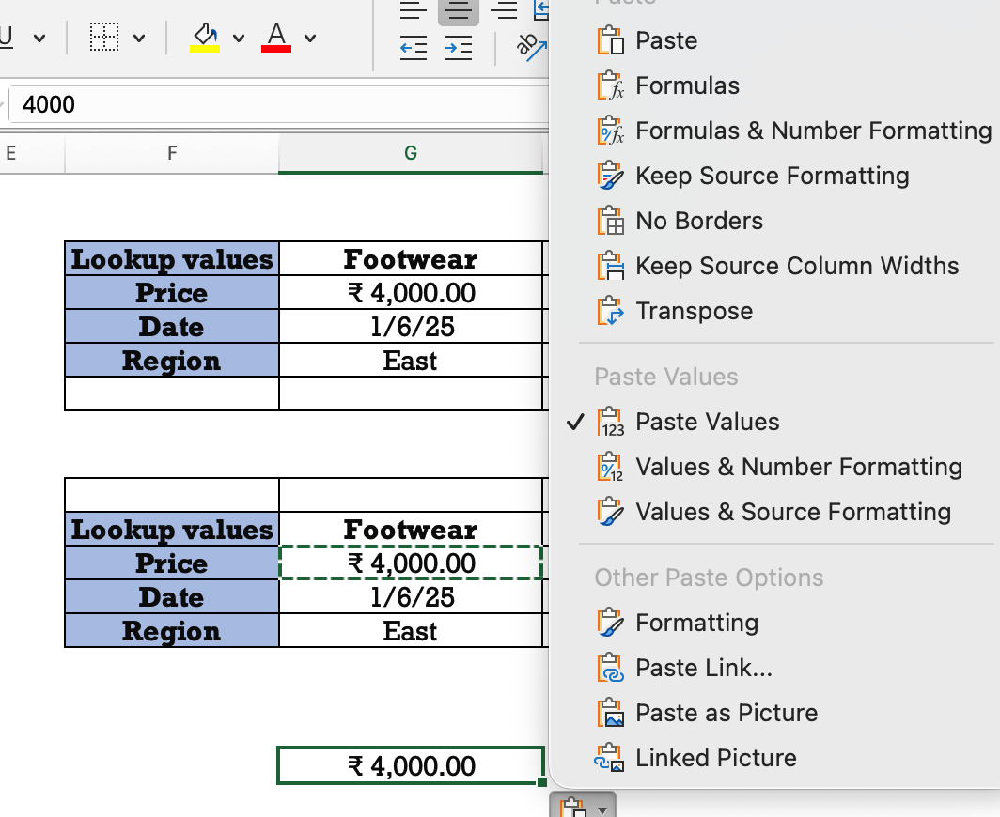 U
A
ab
4000
E F G
Lookup values Footwear
Price ₹ 4,000.00
Date 1/6/25
Region East
Lookup values Footwear
Price ₹ 4,000.00
Date 1/6/25
Region East
₹ 4,000.00
Paste
Paste
Formulas
Formulas & Number Formatting
Keep Source Formatting
No Borders
Keep Source Column Widths
Transpose
Paste Values
Paste Values
Values & Number Formatting
Values & Source Formatting
Other Paste Options
Formatting
Paste Link...
Paste as Picture
Linked Picture